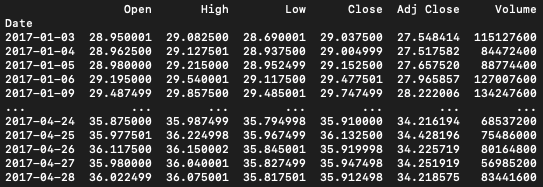 Open High Low Close Adj Close Volume
Date
2017-01-03 28.950001 29.082500 28.690001 29.037500 27.548414 115127600
2017-01-04 28.962500 29.127501 28.937500 29.004999 27.517582 84472400
2017-01-05 28.980000 29.215000 28.952499 29.152500 27.657520 88774400
2017-01-06 29.195000 29.540001 29.117500 29.477501 27.965857 127007600
2017-01-09 29.487499 29.857500 29.485001 29.747499 28.222006 134247600
... ... ... ... ... ... ...
2017-04-24 35.875000 35.987499 35.794998 35.910000 34.216194 68537200
2017-04-25 35.977501 36.224998 35.967499 36.132500 34.428196 75486000
2017-04-26 36.117500 36.150002 35.845001 35.919998 34.225719 80164800
2017-04-27 35.980000 36.040001 35.827499 35.947498 34.251919 56985200
2017-04-28 36.022499 36.075001 35.817501 35.912498 34.218575 83441600